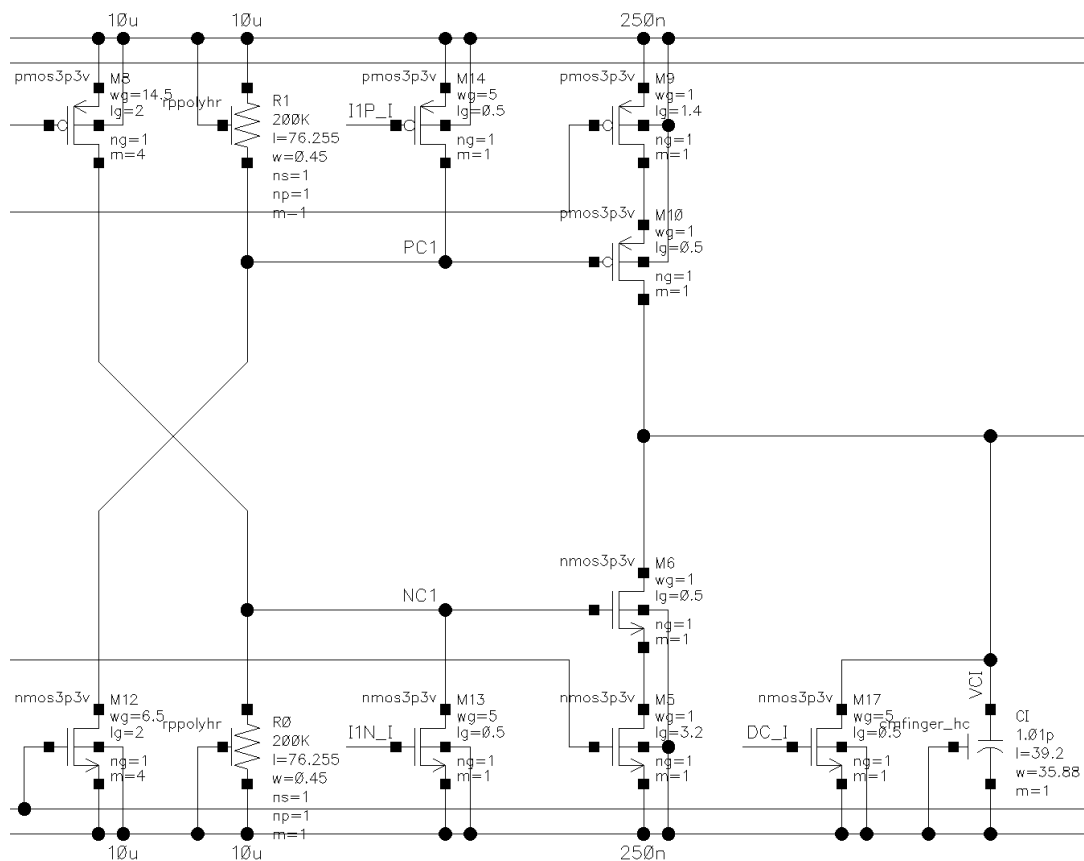 10u
10u
250n
pmos3p3v
M8
wg=14.5
lg=2
ng=1
m=4
rppolyhr
R1
200K
l=76.255
w=0.45
ns=1
np=1
m=1
I1P_I
pmos3p3v
M14
wg=5
lg=0.5
ng=1
m=1
pmos3p3v
M9
wg=1
lg=1.4
ng=1
m=1
pmos3p3v
M10
wg=1
lg=0.5
ng=1
m=1
PC1
nmos3p3v
M6
wg=1
lg=0.5
ng=1
m=1
NC1
nmos3p3v
M12
wg=6.5
lg=2
ng=1
m=4
rppolyhr
R0
200K
l=76.255
w=0.45
ns=1
np=1
m=1
I1N_I
nmos3p3v
M13
wg=5
lg=0.5
ng=1
m=1
nmos3p3v
M5
wg=1
lg=3.2
ng=1
m=1
DC_I
nmos3p3v
M17
wg=5
lg=0.5
ng=1
m=1
VCI
cmfinger_hc
CI
1.01p
l=39.2
w=35.88
m=1
10u
10u
250n